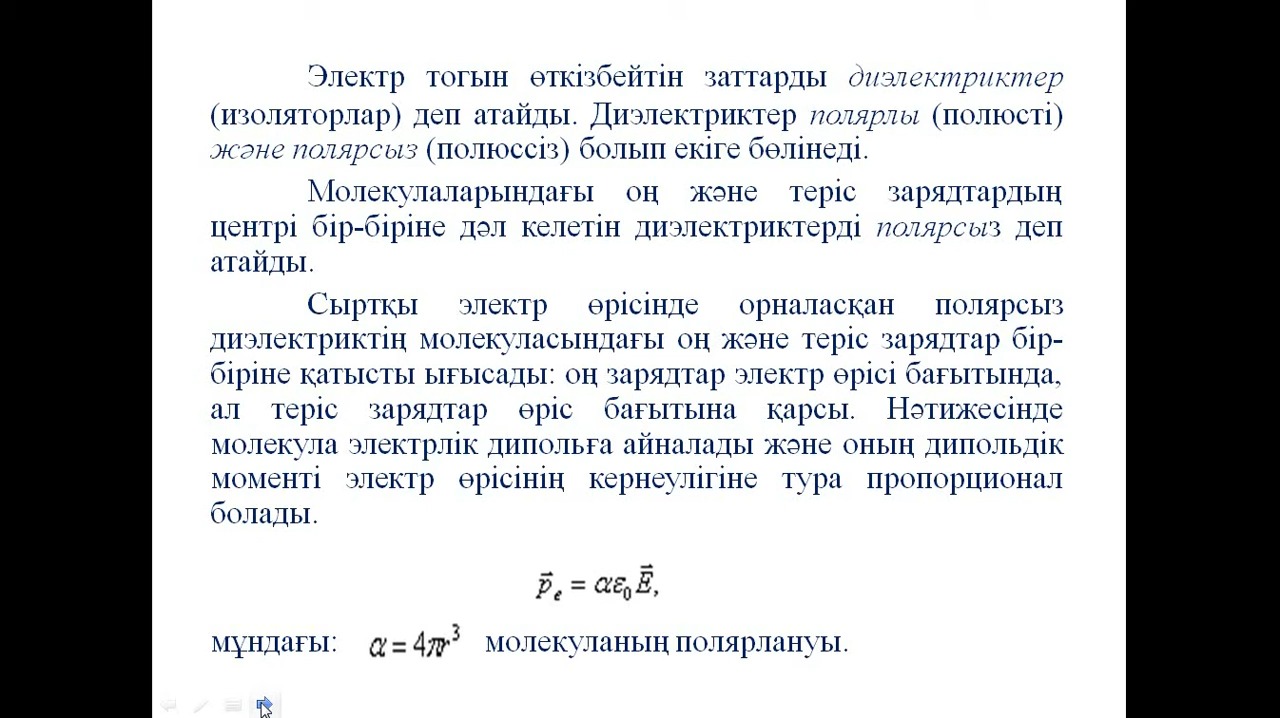 Электр тогын өткізбейтін заттарды диэлектриктер
(изоляторлар) деп атайды. Диэлектриктер полярлы (полюсті)
және полярсыз (полюссіз) болып екіге бөлінеді.
Молекулаларындағы оң және теріс зарядтардың
центрі бір-біріне дәл келетін диэлектриктерді полярсыз деп
атайды.
Сыртқы электр өрісінде орналасқан полярсыз
диэлектриктің молекуласындағы оң және теріс зарядтар бір-
біріне қатысты ығысады: оң зарядтар электр өрісі бағытында,
ал теріс зарядтар өріс бағытына қарсы. Нәтижесінде
молекула электрлік дипольға айналады және оның дипольдік
моменті электр өрісінің кернеулігіне тура пропорционал
болады.
p⃗ₑ = αε₀E⃗,
мұндағы: α = 4πr³ молекуланың полярлануы.